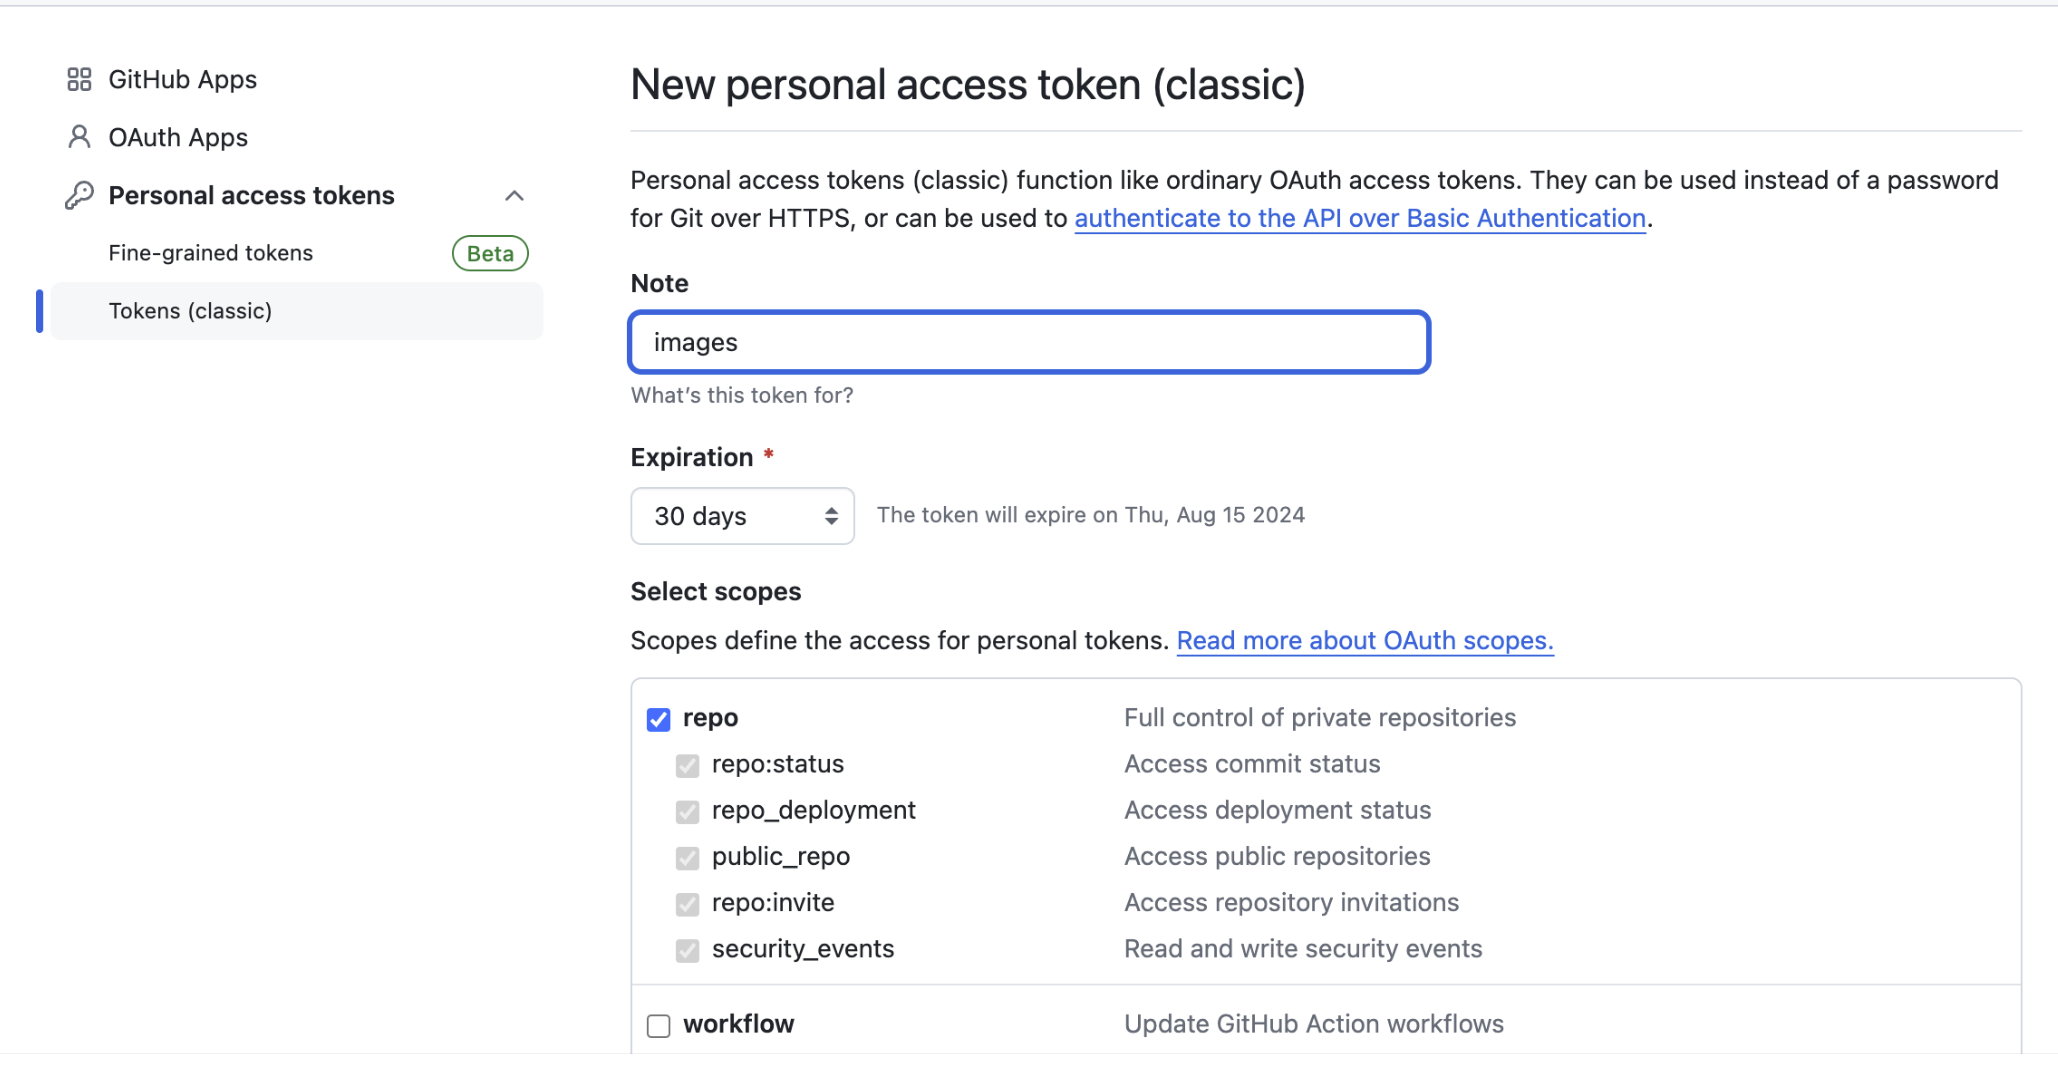 GitHub Apps
OAuth Apps
Personal access tokens
Fine-grained tokens Beta
Tokens (classic)
New personal access token (classic)
Personal access tokens (classic) function like ordinary OAuth access tokens. They can be used instead of a password
for Git over HTTPS, or can be used to authenticate to the API over Basic Authentication.
Note
images
What's this token for?
Expiration *
30 days The token will expire on Thu, Aug 15 2024
Select scopes
Scopes define the access for personal tokens. Read more about OAuth scopes.
repo Full control of private repositories
repo:status Access commit status
repo_deployment Access deployment status
public_repo Access public repositories
repo:invite Access repository invitations
security_events Read and write security events
workflow Update GitHub Action workflows